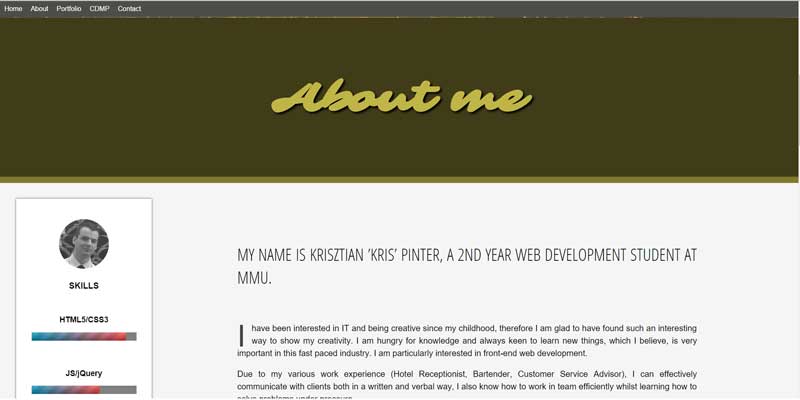 Home About Portfolio CDMP Contact
About me
SKILLS
HTML5/CSS3
JS/jQuery
MY NAME IS KRISZTIAN 'KRIS' PINTER, A 2ND YEAR WEB DEVELOPMENT STUDENT AT
MMU.
I have been interested in IT and being creative since my childhood, therefore I am glad to have found such an interesting
way to show my creativity. I am hungry for knowledge and always keen to learn new things, which I believe, is very
important in this fast paced industry. I am particularly interested in front-end web development.
Due to my various work experience (Hotel Receptionist, Bartender, Customer Service Advisor), I can effectively
communicate with clients both in a written and verbal way, I also know how to work in team efficiently whilst learning how to
solve problems under pressure.